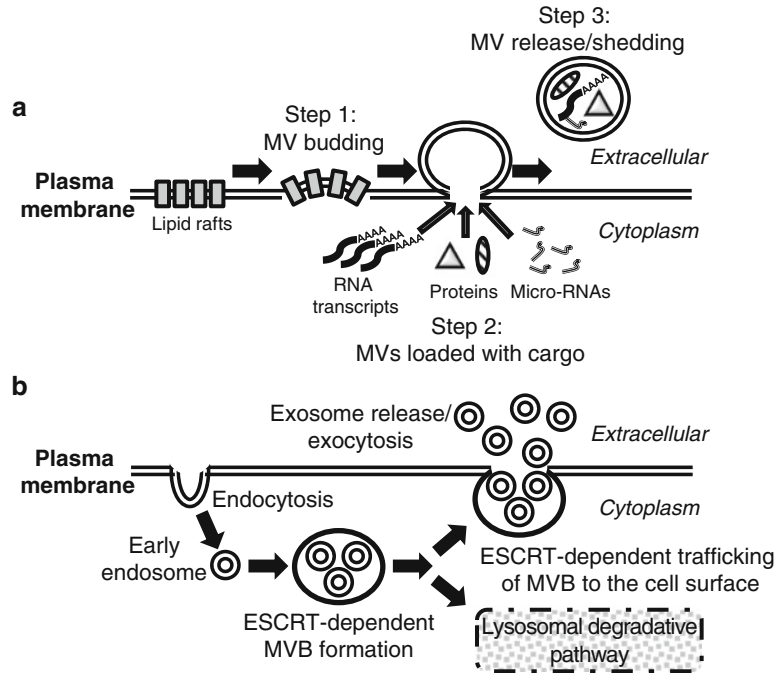 a
Step 3:
MV release/shedding
AAAA
Step 1:
MV budding
Extracellular
Plasma
membrane
Lipid rafts
Cytoplasm
AAAA
AAAA
AAAA
RNA
transcripts
Proteins
Micro-RNAs
Step 2:
MVs loaded with cargo
b
Exosome release/
exocytosis
Extracellular
Plasma
membrane
Endocytosis
Cytoplasm
Early
endosome
ESCRT-dependent
MVB formation
ESCRT-dependent trafficking
of MVB to the cell surface
Lysosomal degradative
pathway